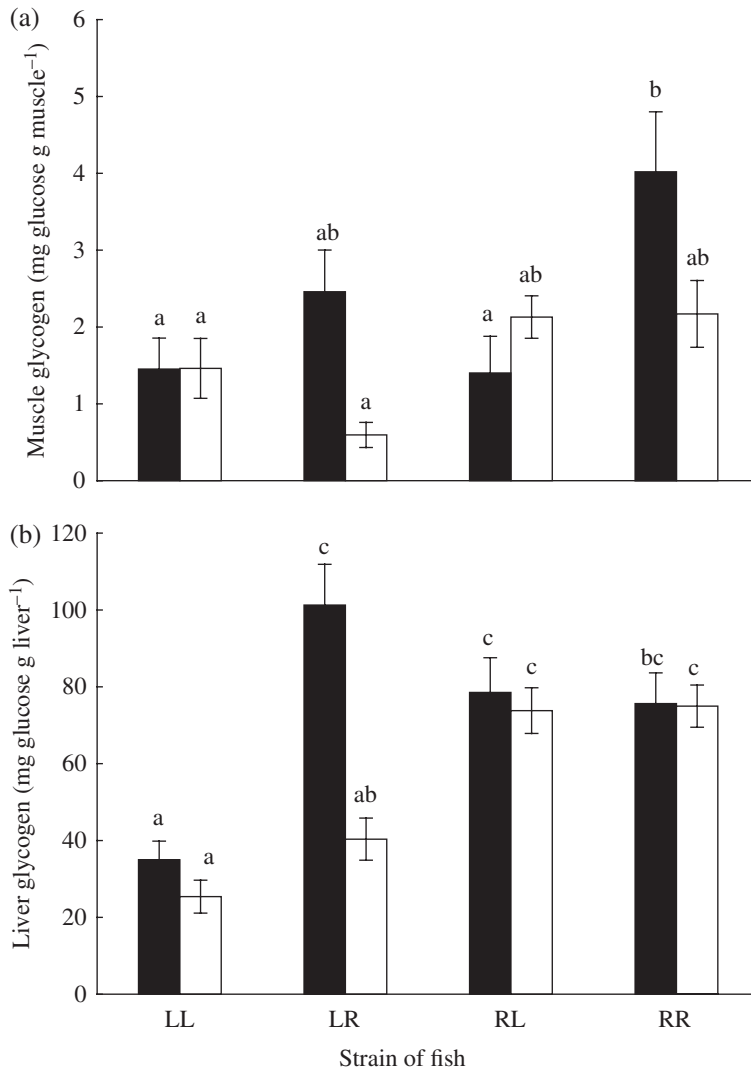 (a)
Muscle glycogen (mg glucose g muscle⁻¹)
6
5
4
3
2
1
0
a a
ab
a
a
ab
b
ab
(b)
Liver glycogen (mg glucose g liver⁻¹)
120
100
80
60
40
20
0
a
a
c
ab
c
c
bc c
LL LR RL RR
Strain of fish